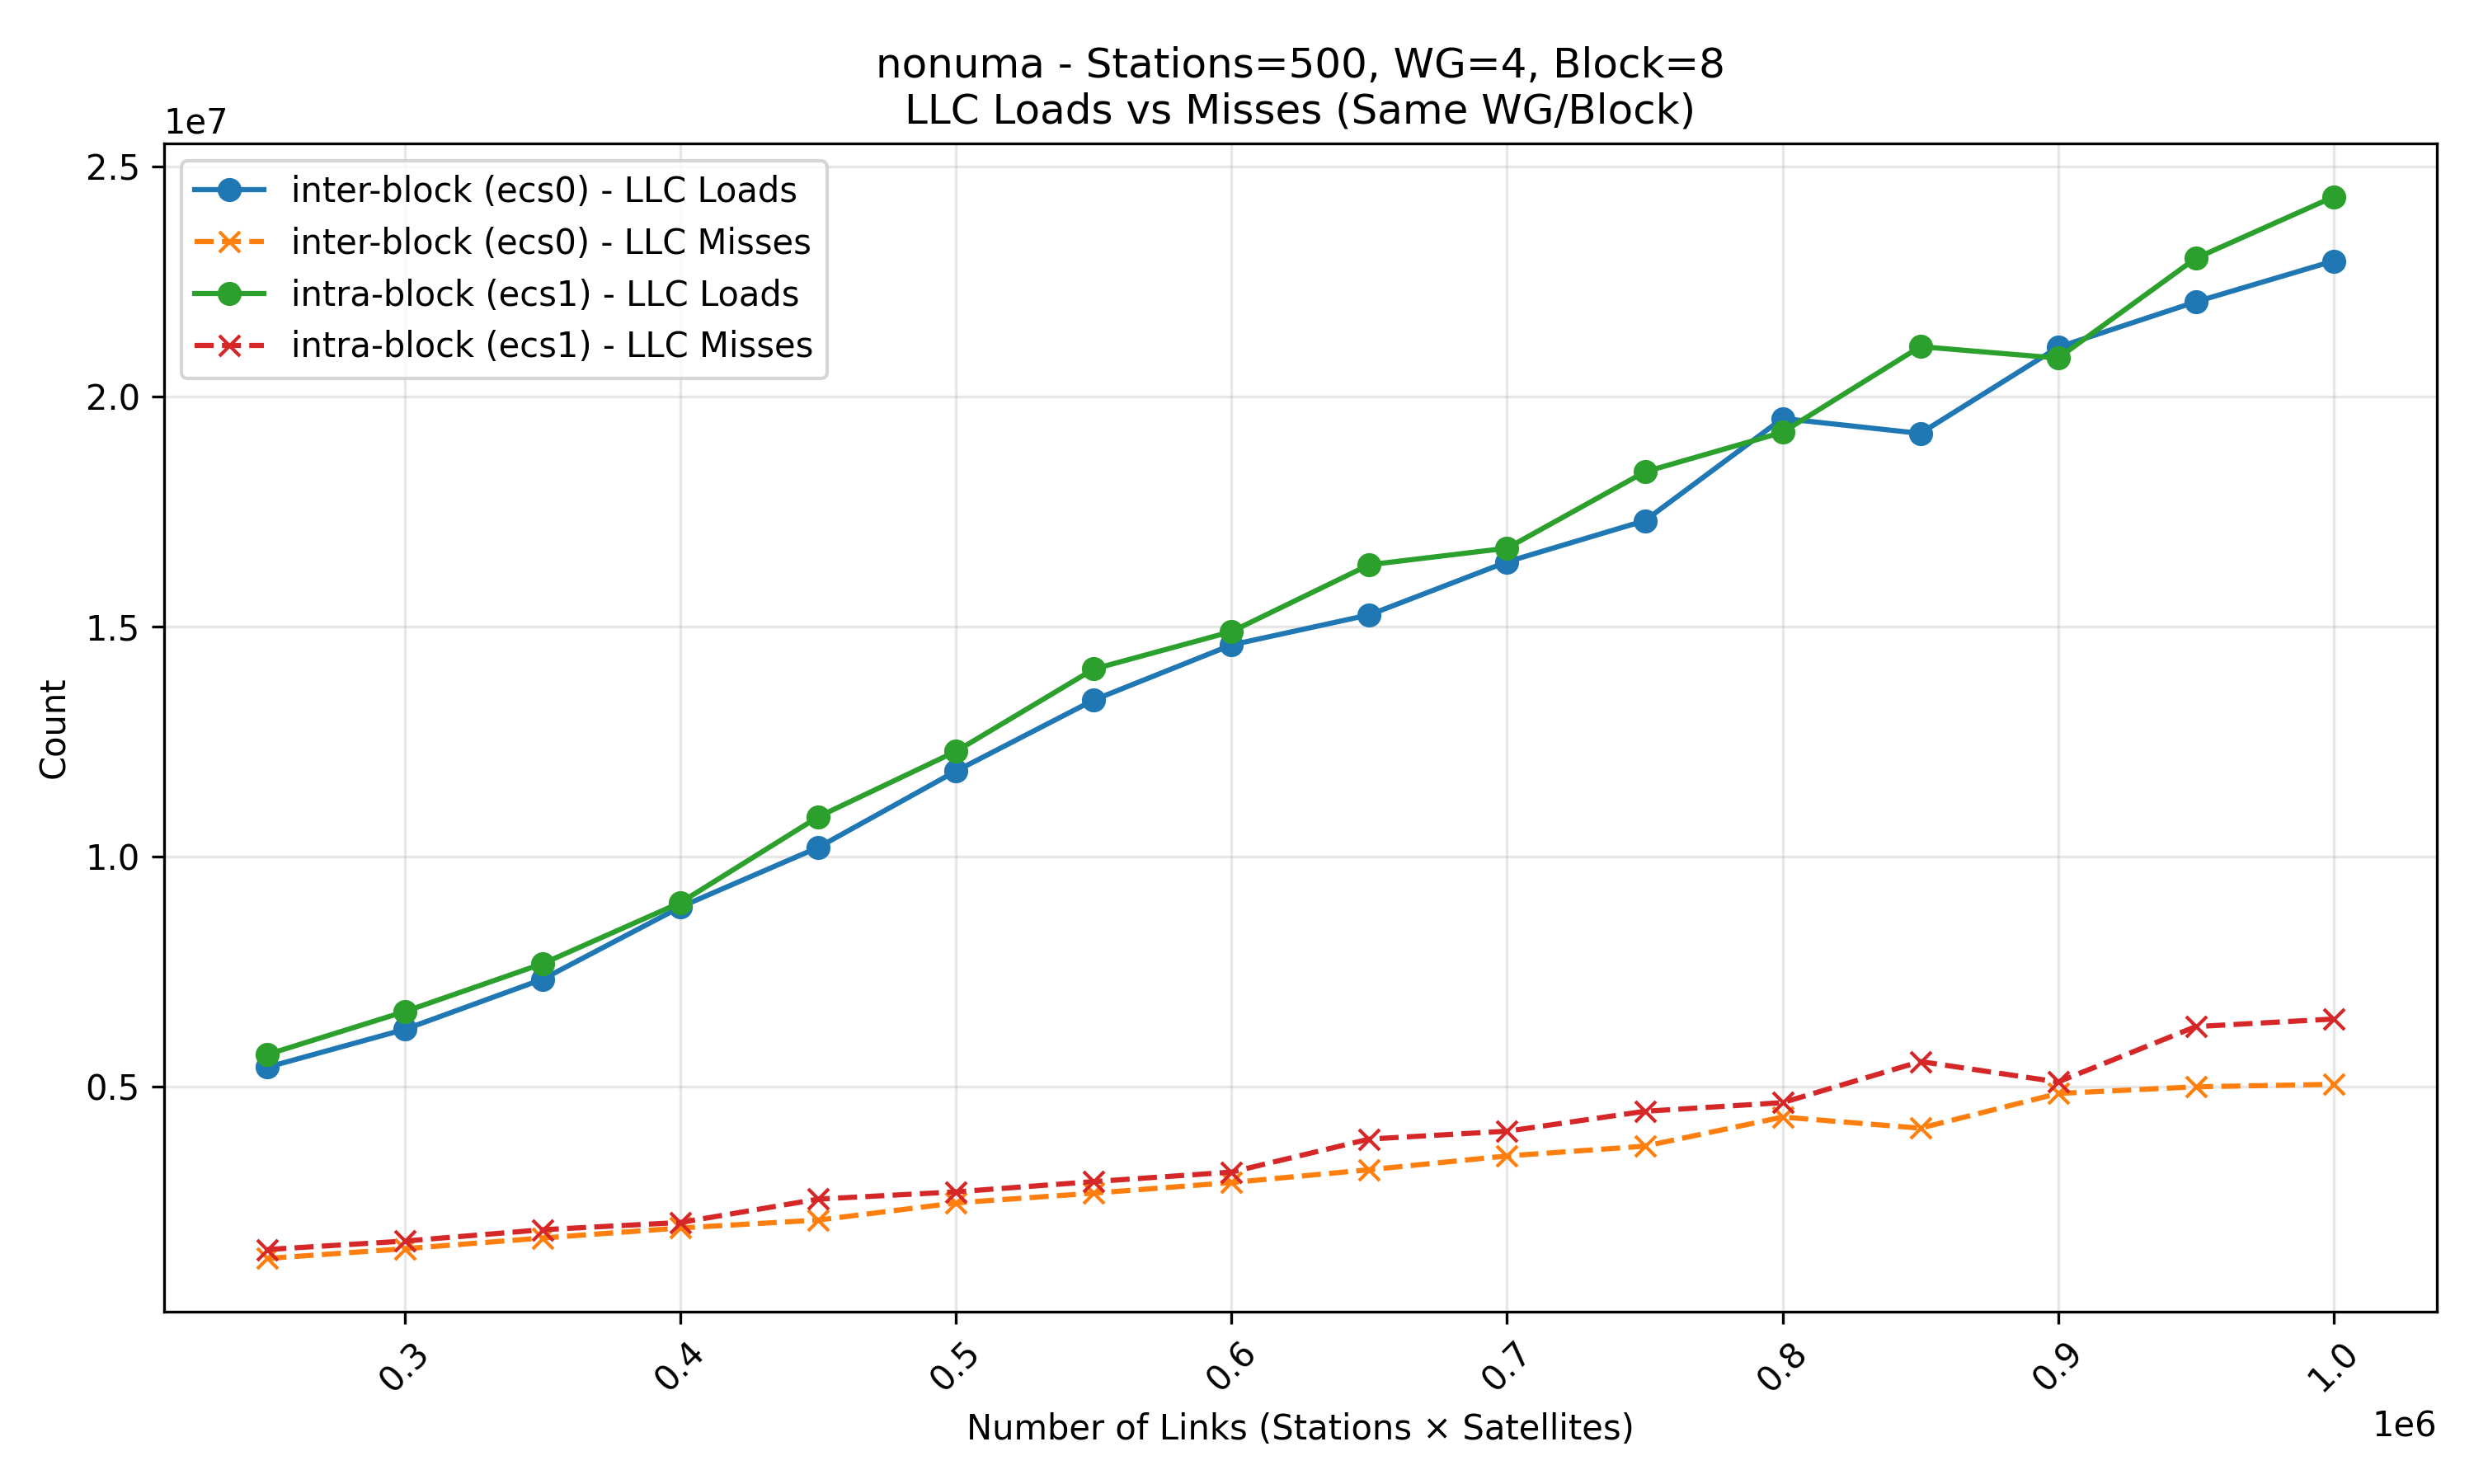 nonuma - Stations=500, WG=4, Block=8
LLC Loads vs Misses (Same WG/Block)
1e7
inter-block (ecs0) - LLC Loads
inter-block (ecs0) - LLC Misses
intra-block (ecs1) - LLC Loads
intra-block (ecs1) - LLC Misses
2.5
2.0
1.5
1.0
0.5
Count
0.3
0.4
0.5
0.6
0.7
0.8
0.9
1.0
Number of Links (Stations × Satellites)
1e6